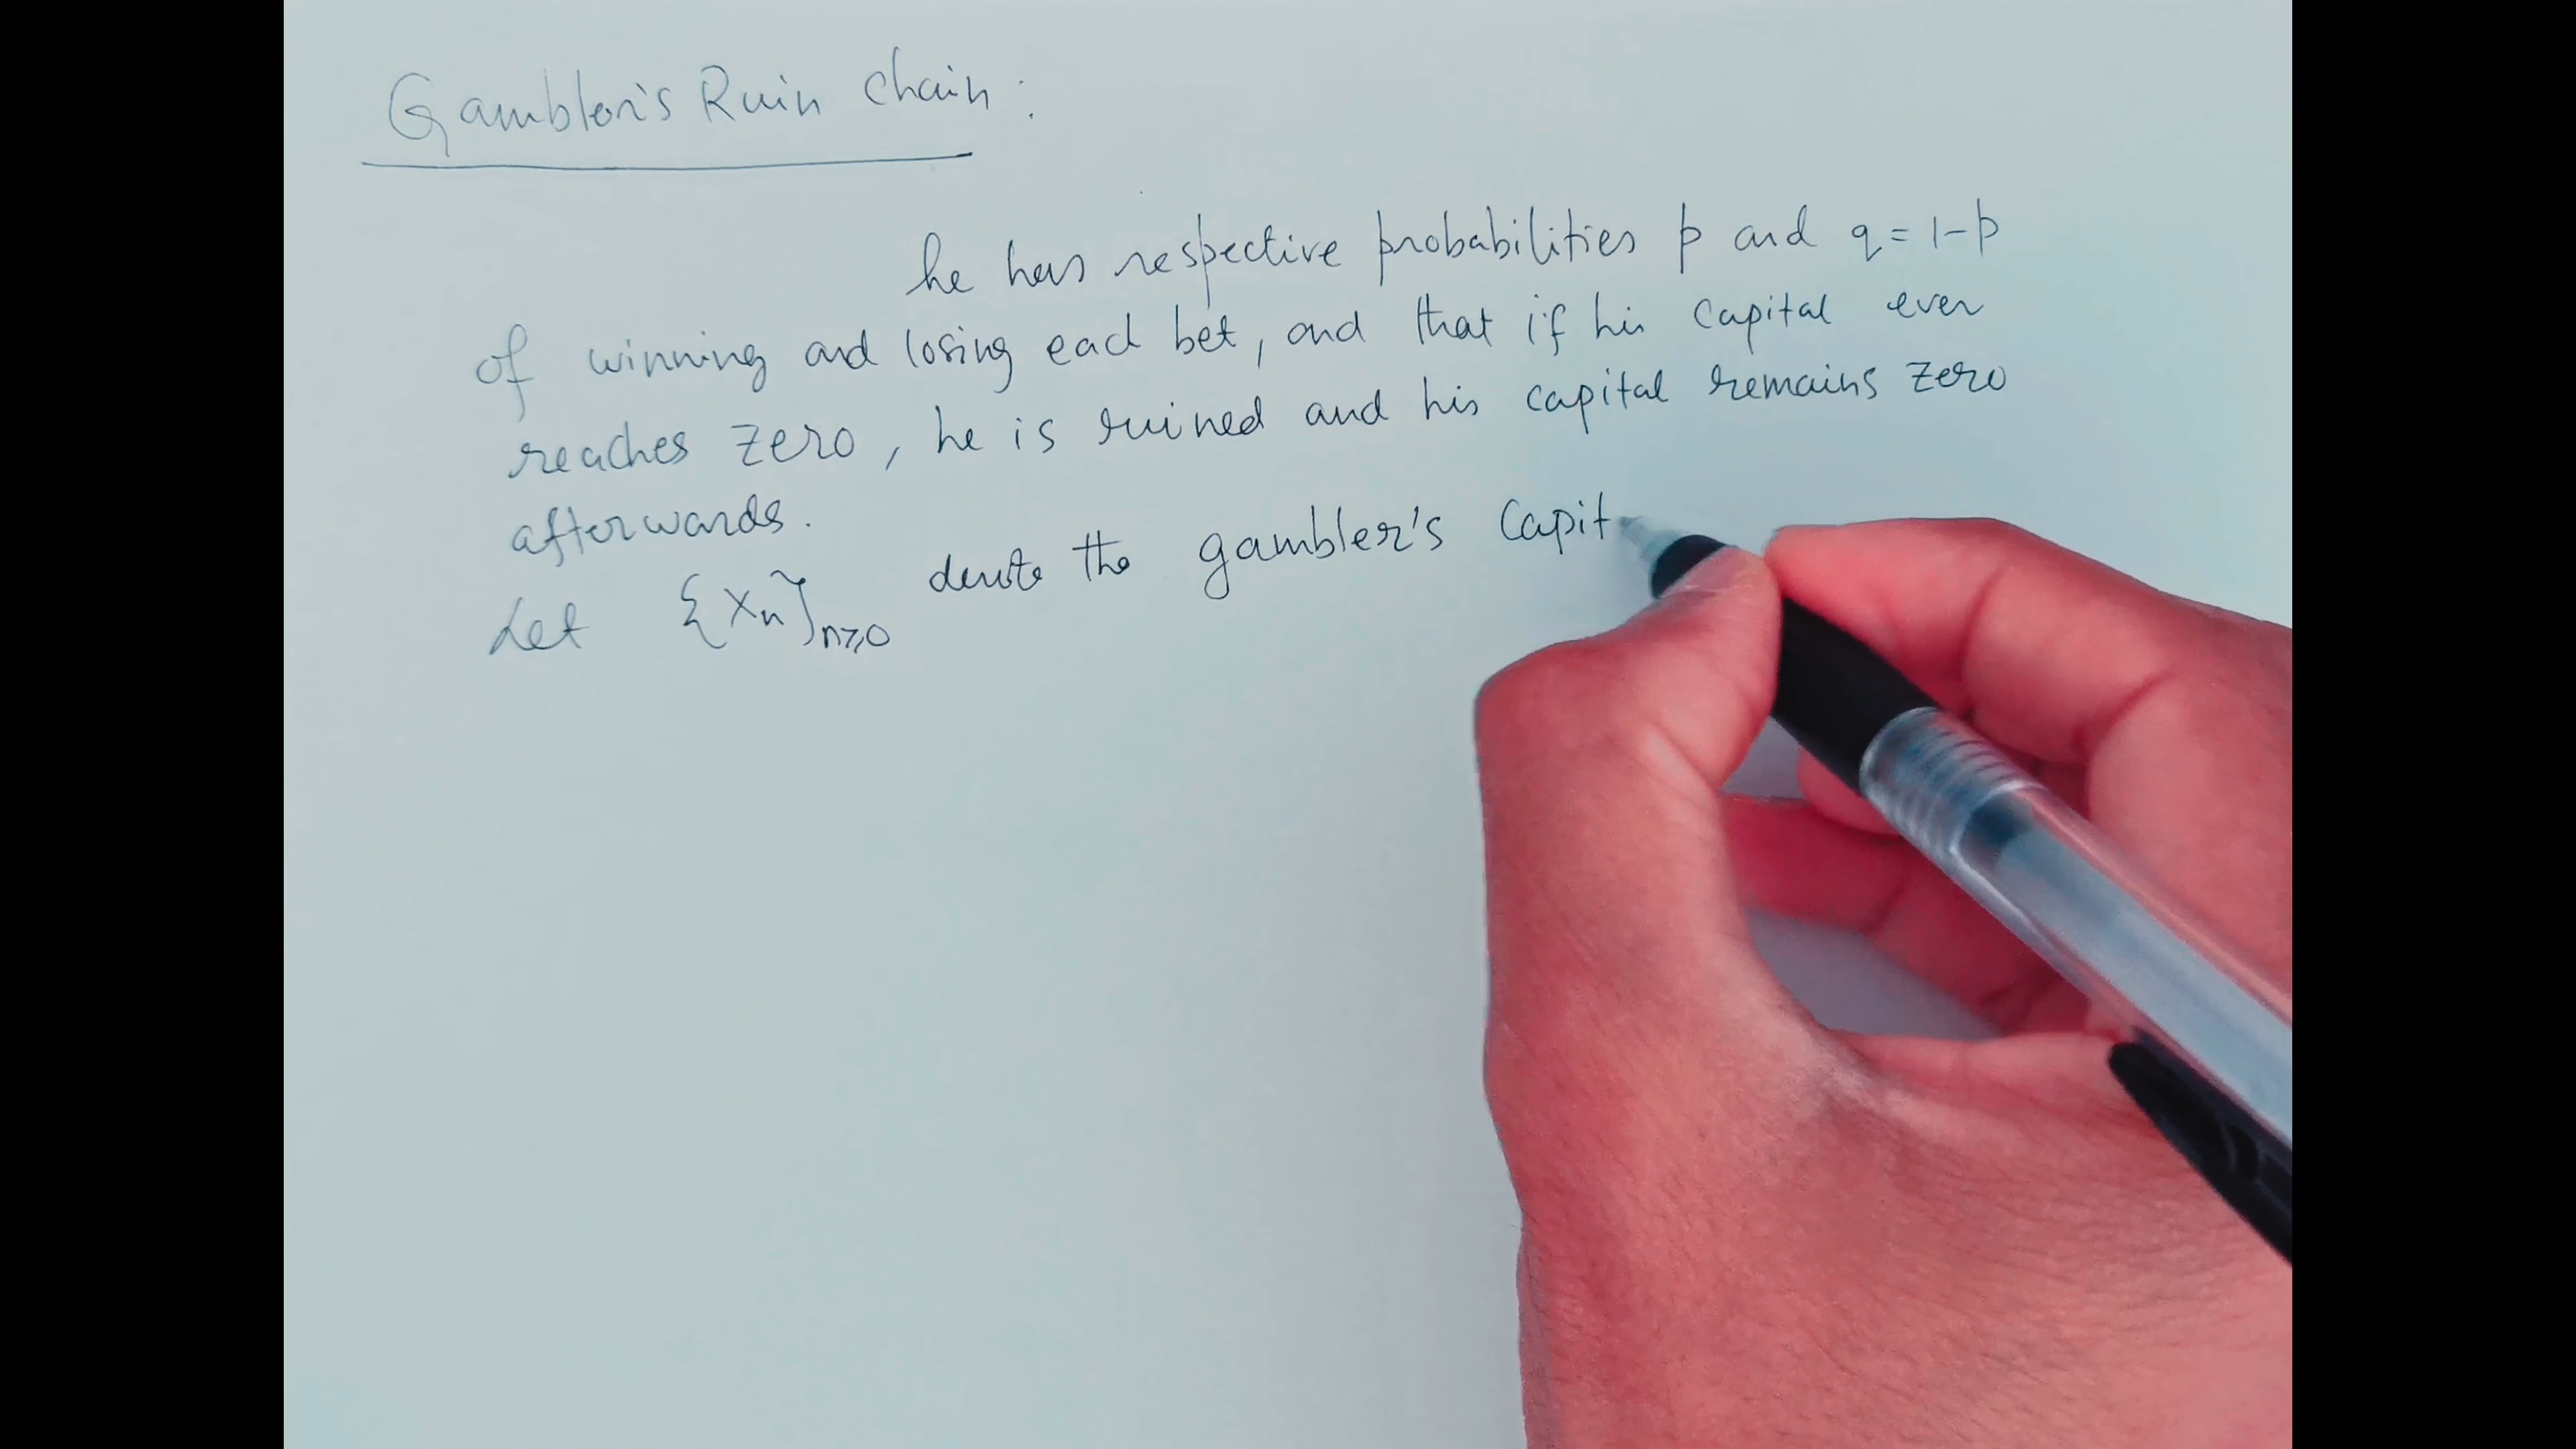 Gambler's Ruin Chain:
he has respective probabilities p and q = 1-p
of winning and losing each bet, and that if his capital ever
reaches zero, he is ruined and his capital remains zero
afterwards.
Let {Xn}n≥0 denote the gambler's Capit